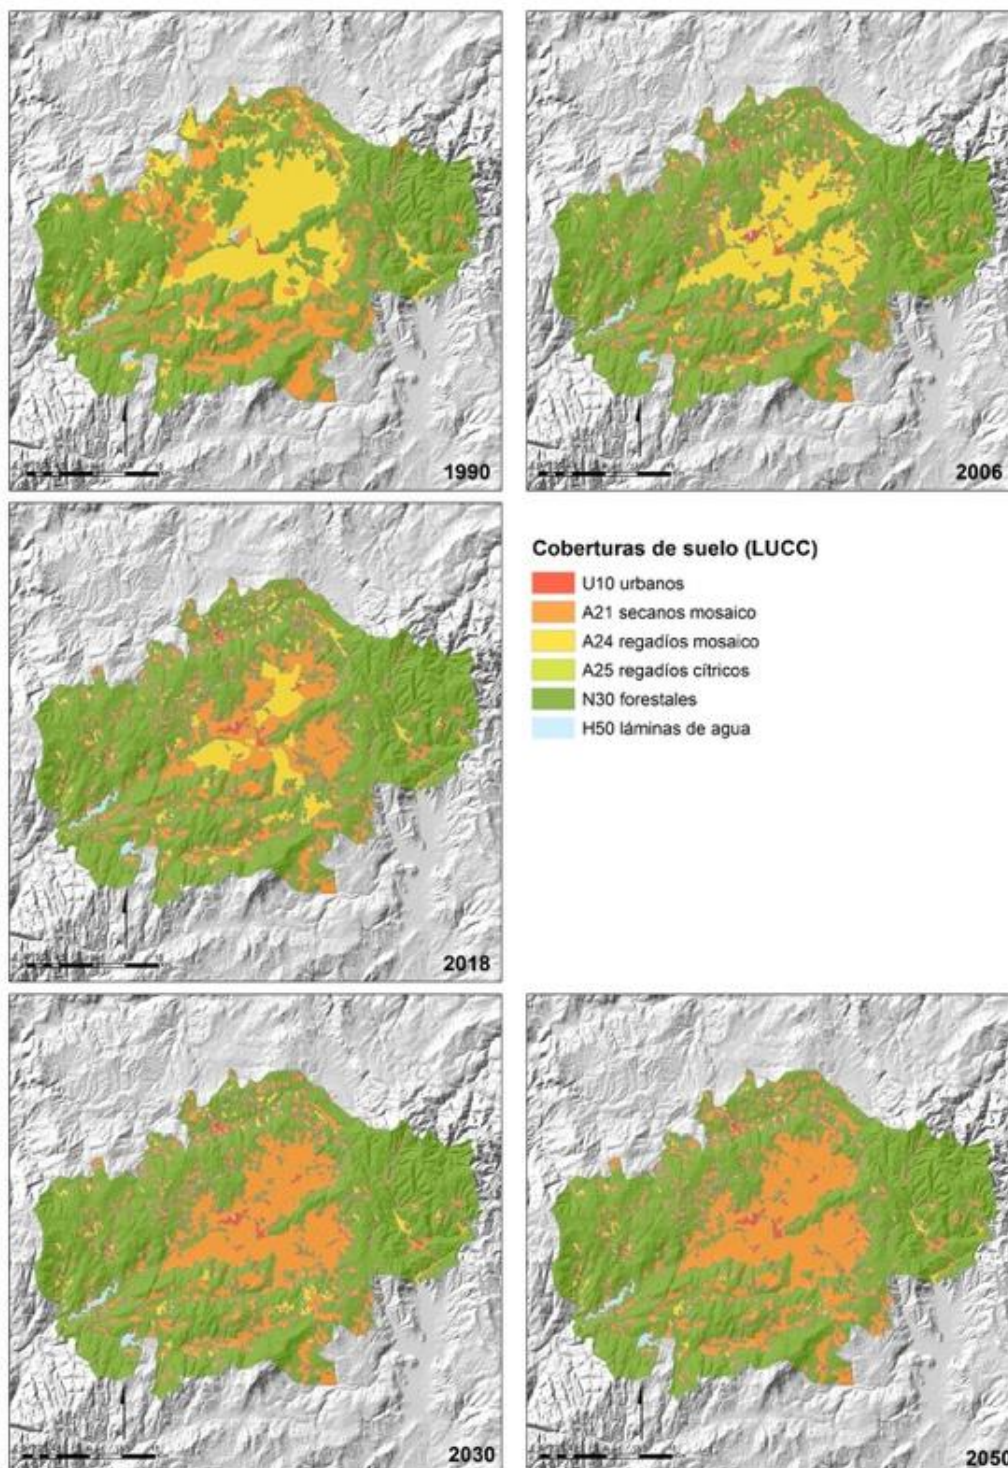 1990
2006
Coberturas de suelo (LUCC)
U10 urbanos
A21 secanos mosaico
A24 regadíos mosaico
A25 regadíos cítricos
N30 forestales
H50 láminas de agua
2018
2030
2050